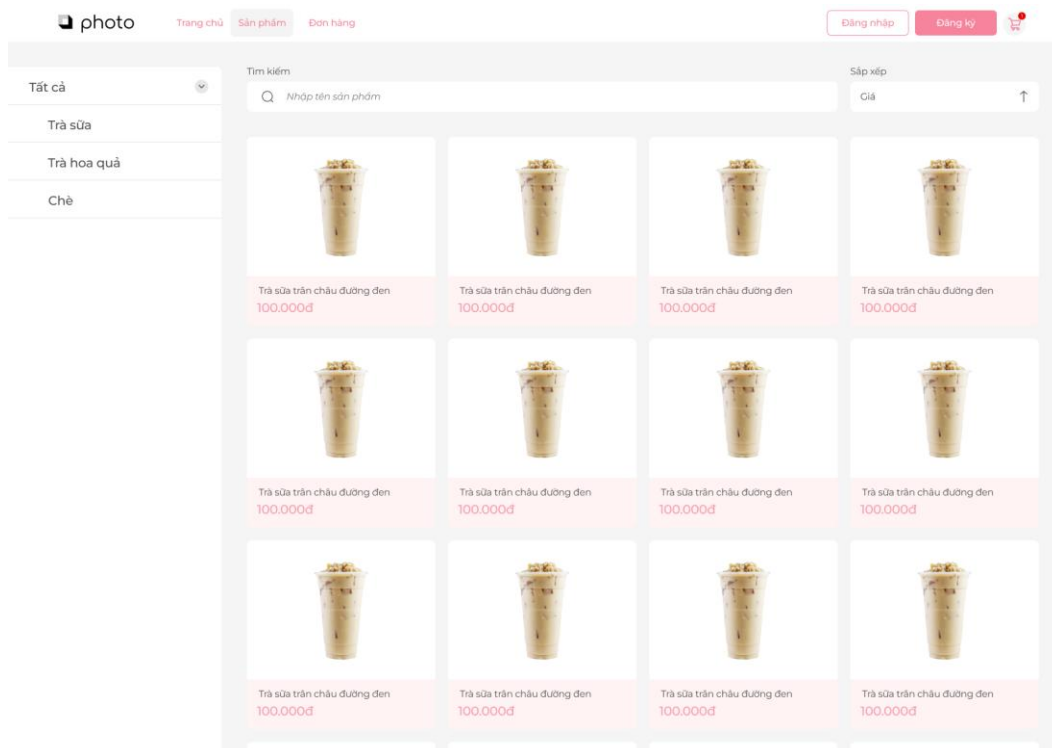 photo
Trang chủ Sản phẩm Đơn hàng
Đăng nhập Đăng ký 1
Tất cả
Trà sữa
Trà hoa quả
Chè
Tìm kiếm
Nhập tên sản phẩm
Sắp xếp
Giá
Trà sữa trân châu đường đen Trà sữa trân châu đường đen Trà sữa trân châu đường đen Trà sữa trân châu đường đen
100.000đ 100.000đ 100.000đ 100.000đ
Trà sữa trân châu đường đen Trà sữa trân châu đường đen Trà sữa trân châu đường đen Trà sữa trân châu đường đen
100.000đ 100.000đ 100.000đ 100.000đ
Trà sữa trân châu đường đen Trà sữa trân châu đường đen Trà sữa trân châu đường đen Trà sữa trân châu đường đen
100.000đ 100.000đ 100.000đ 100.000đ